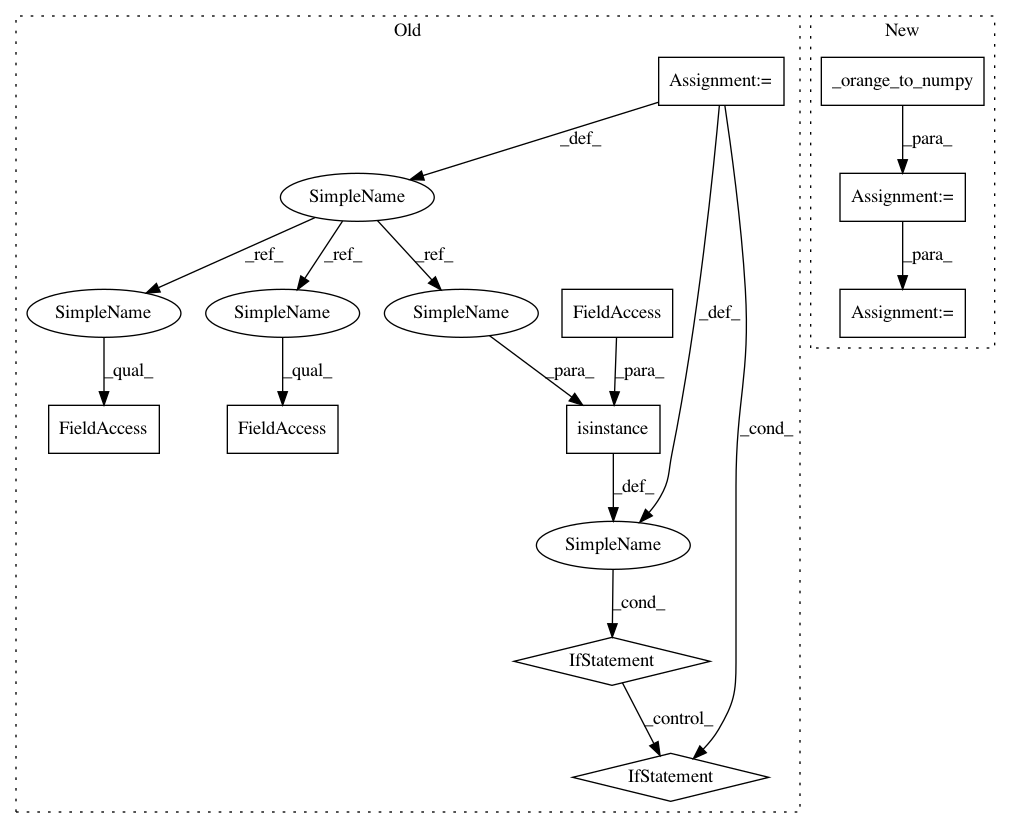 Old
New
Assignment:=
_orange_to_numpy
_def_
_para_
SimpleName
Assignment:=
_ref_
_ref_
_ref_
_para_
SimpleName
SimpleName
SimpleName
FieldAccess
_def_
Assignment:=
_qual_
_qual_
_para_
_para_
FieldAccess
FieldAccess
isinstance
_cond_
_def_
SimpleName
_cond_
IfStatement
_control_
IfStatement